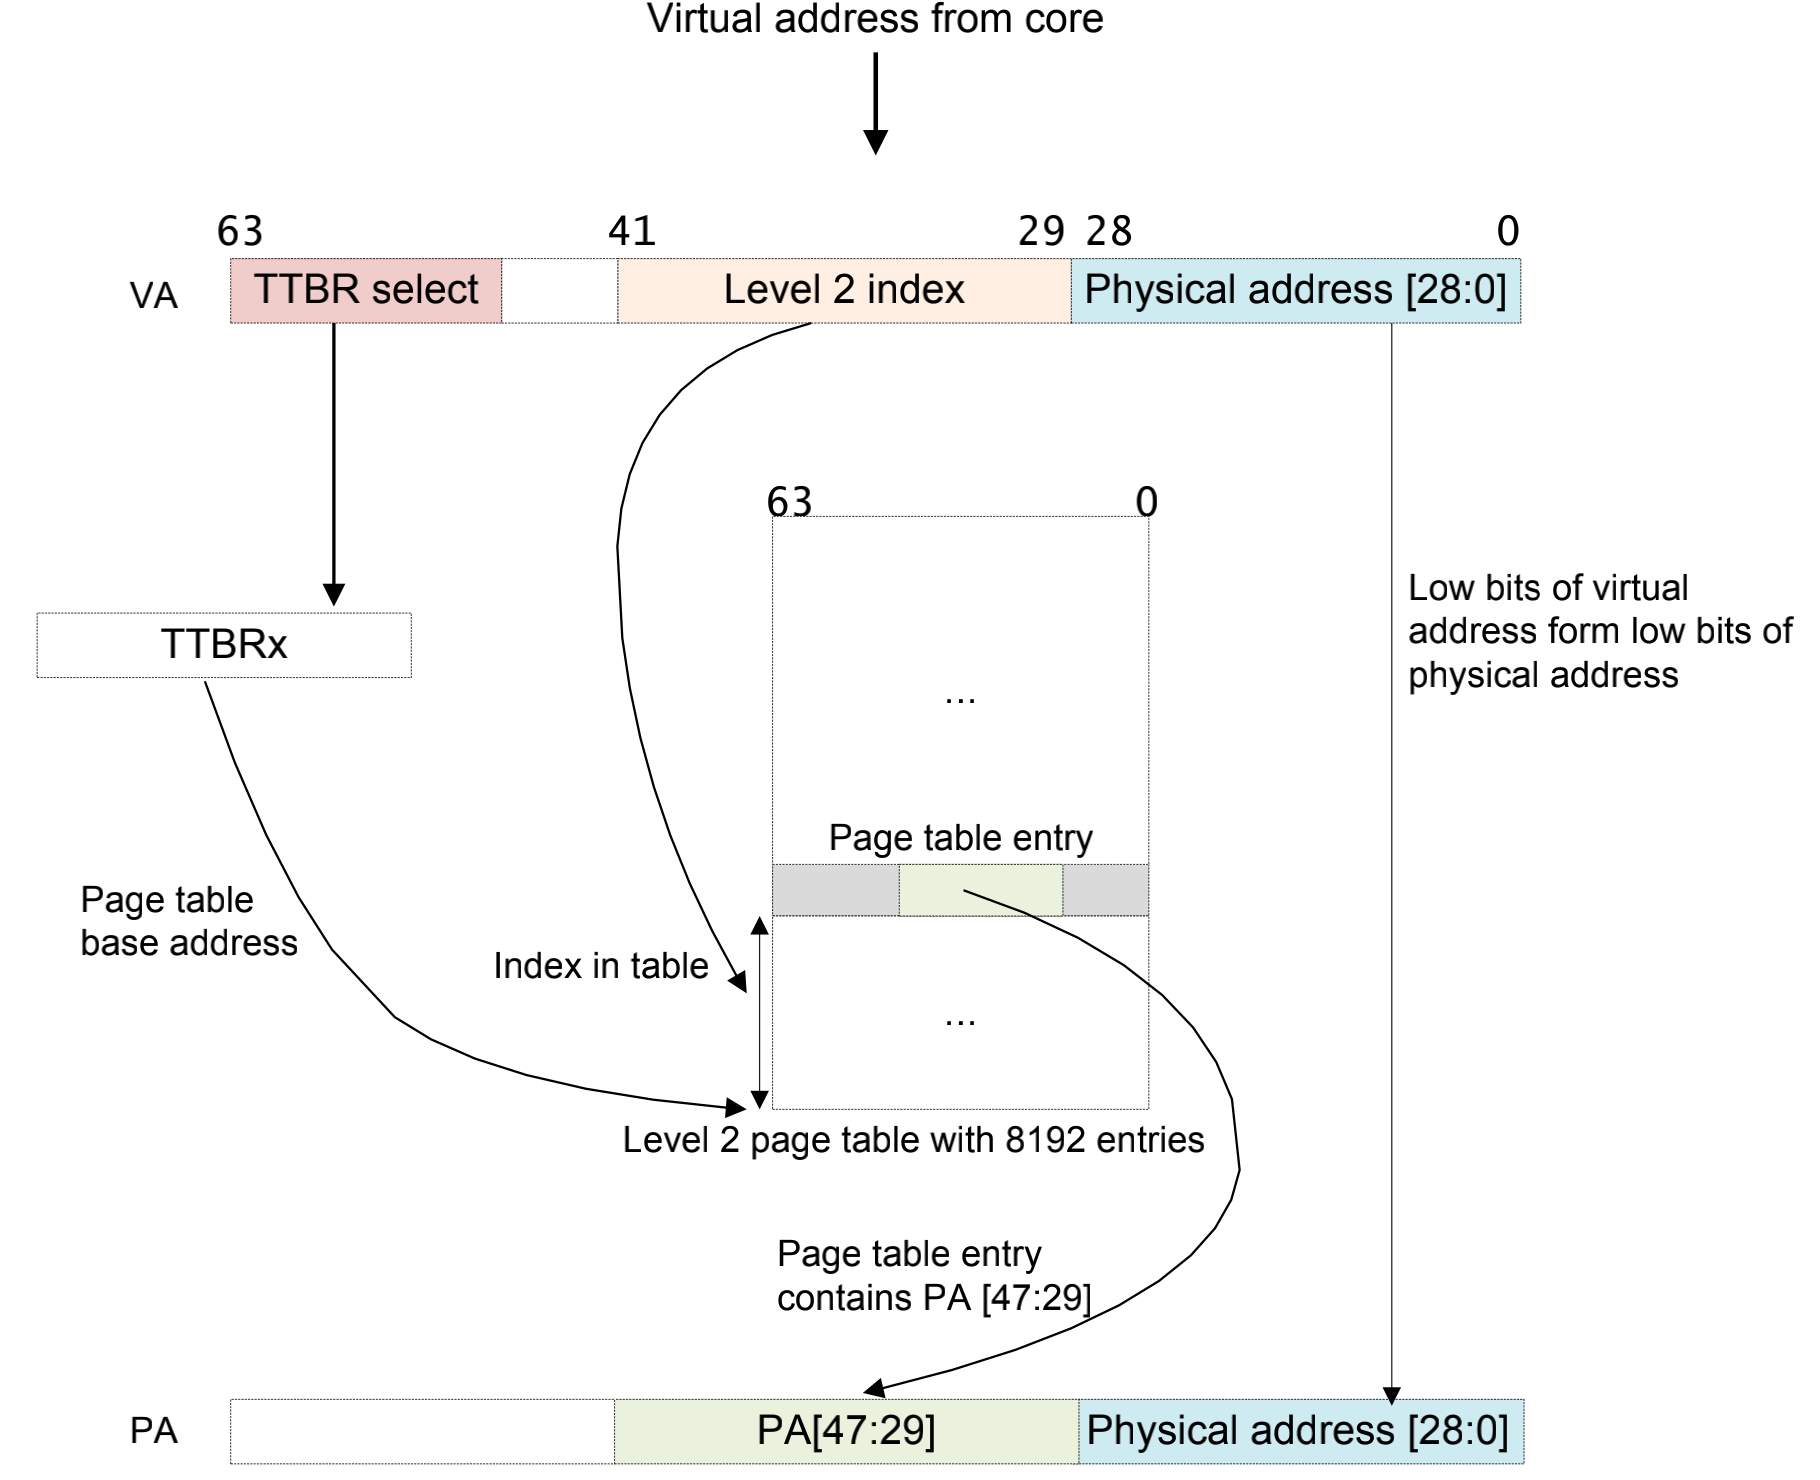 Virtual address from core
63 41 29 28 0
VA TTBR select Level 2 index Physical address [28:0]
63 0
Low bits of virtual
address form low bits of
physical address
TTBRx
...
Page table entry
Page table
base address
Index in table
...
Level 2 page table with 8192 entries
Page table entry
contains PA [47:29]
PA PA[47:29] Physical address [28:0]